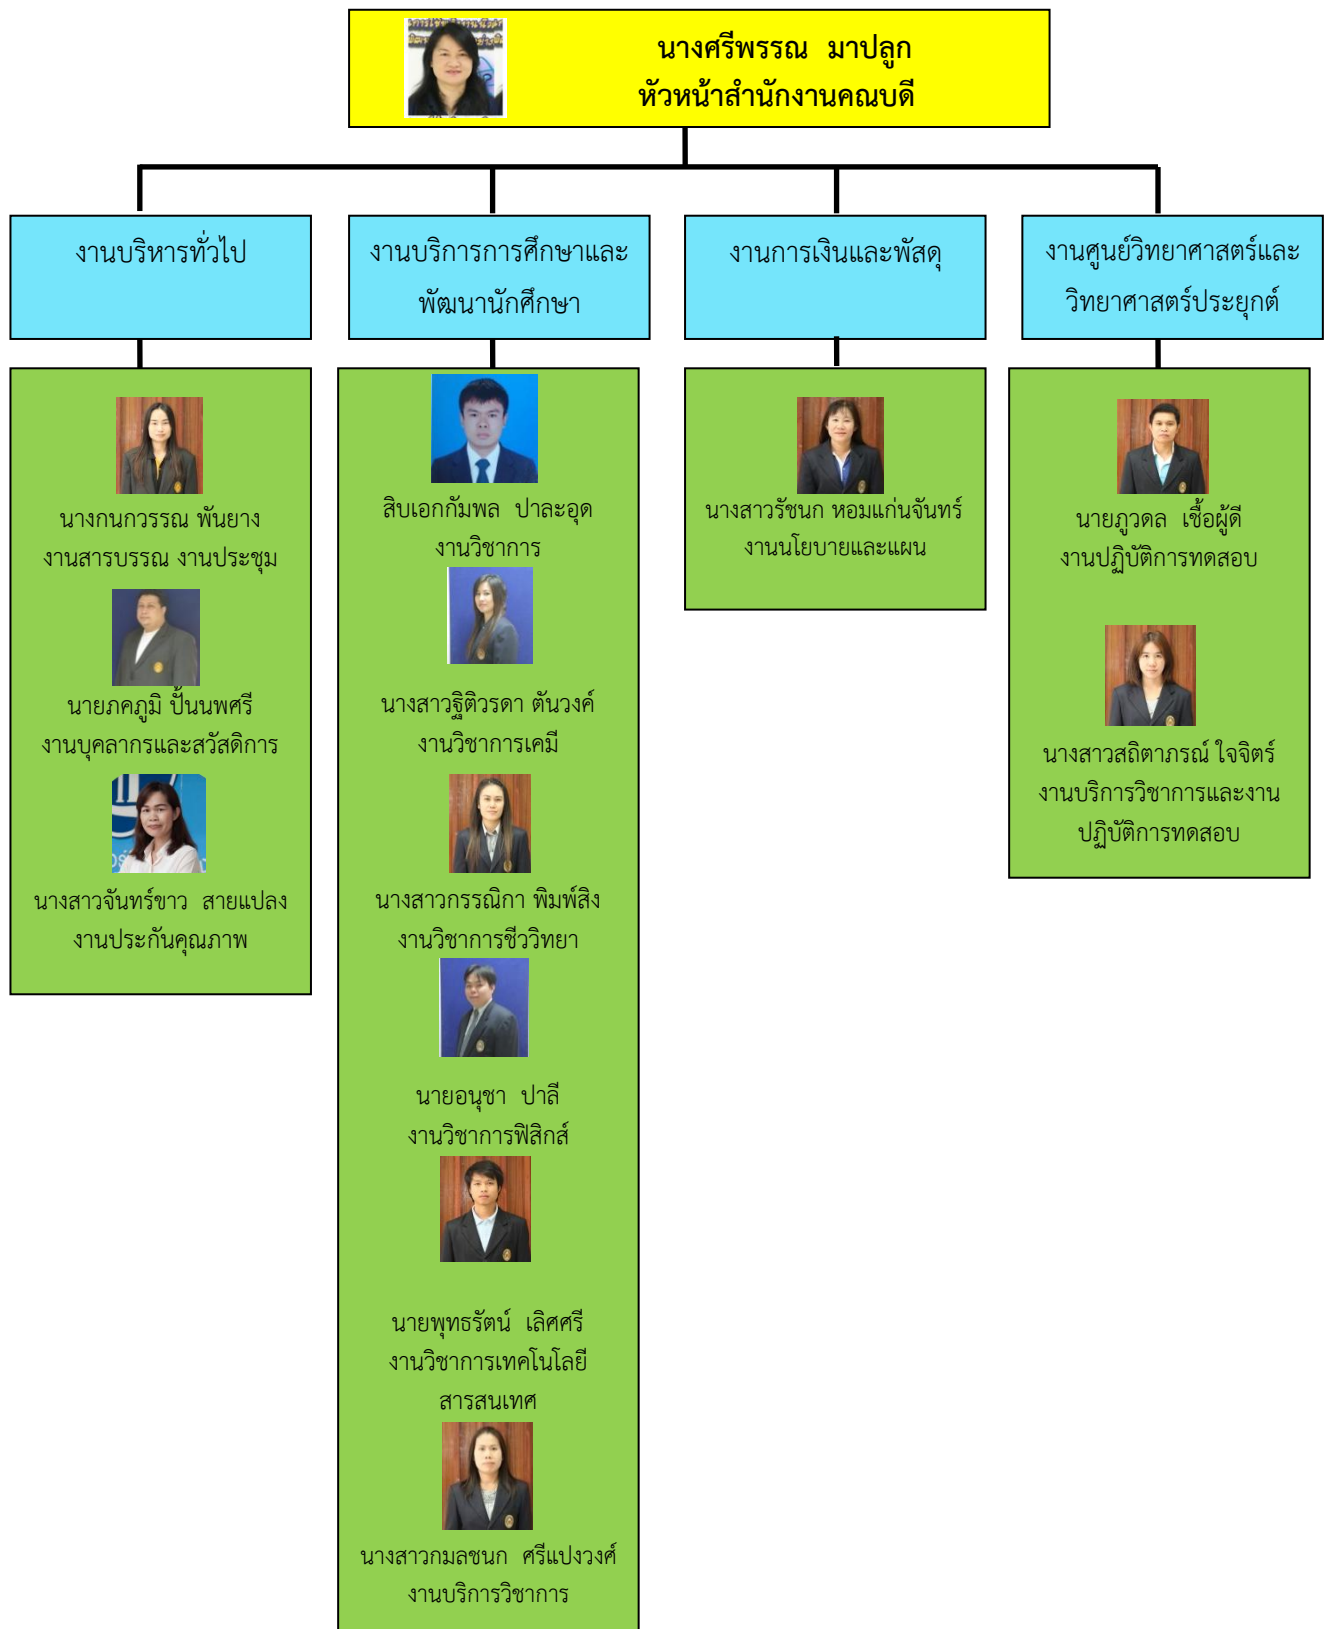 นางศรีพรรณ มาปลูก
หัวหน้าสำนักงานคณบดี
งานบริหารทั่วไป
งานบริการการศึกษาและ
พัฒนานักศึกษา
งานการเงินและพัสดุ
งานศูนย์วิทยาศาสตร์และ
วิทยาศาสตร์ประยุกต์
นางกนกวรรณ พันยาง
งานสารบรรณ งานประชุม
นายภคภูมิ ปั้นนพศรี
งานบุคลากรและสวัสดิการ
นางสาวจันทร์ขาว สายแปลง
งานประกันคุณภาพ
สิบเอกกัมพล ปาละอุด
งานวิชาการ
นางสาวฐิติวรดา ตันวงค์
งานวิชาการเคมี
นางสาวกรรณิกา พิมพ์สิง
งานวิชาการชีววิทยา
นายอนุชา ปาลี
งานวิชาการฟิสิกส์
นายพุทธรัตน์ เลิศศรี
งานวิชาการเทคโนโลยี
สารสนเทศ
นางสาวกมลชนก ศรีแปงวงศ์
งานบริการวิชาการ
นางสาวรัชนก หอมแก่นจันทร์
งานนโยบายและแผน
นายภูวดล เชื้อผู้ดี
งานปฏิบัติการทดสอบ
นางสาวสถิตาภรณ์ ใจจิตร์
งานบริการวิชาการและงาน
ปฏิบัติการทดสอบ